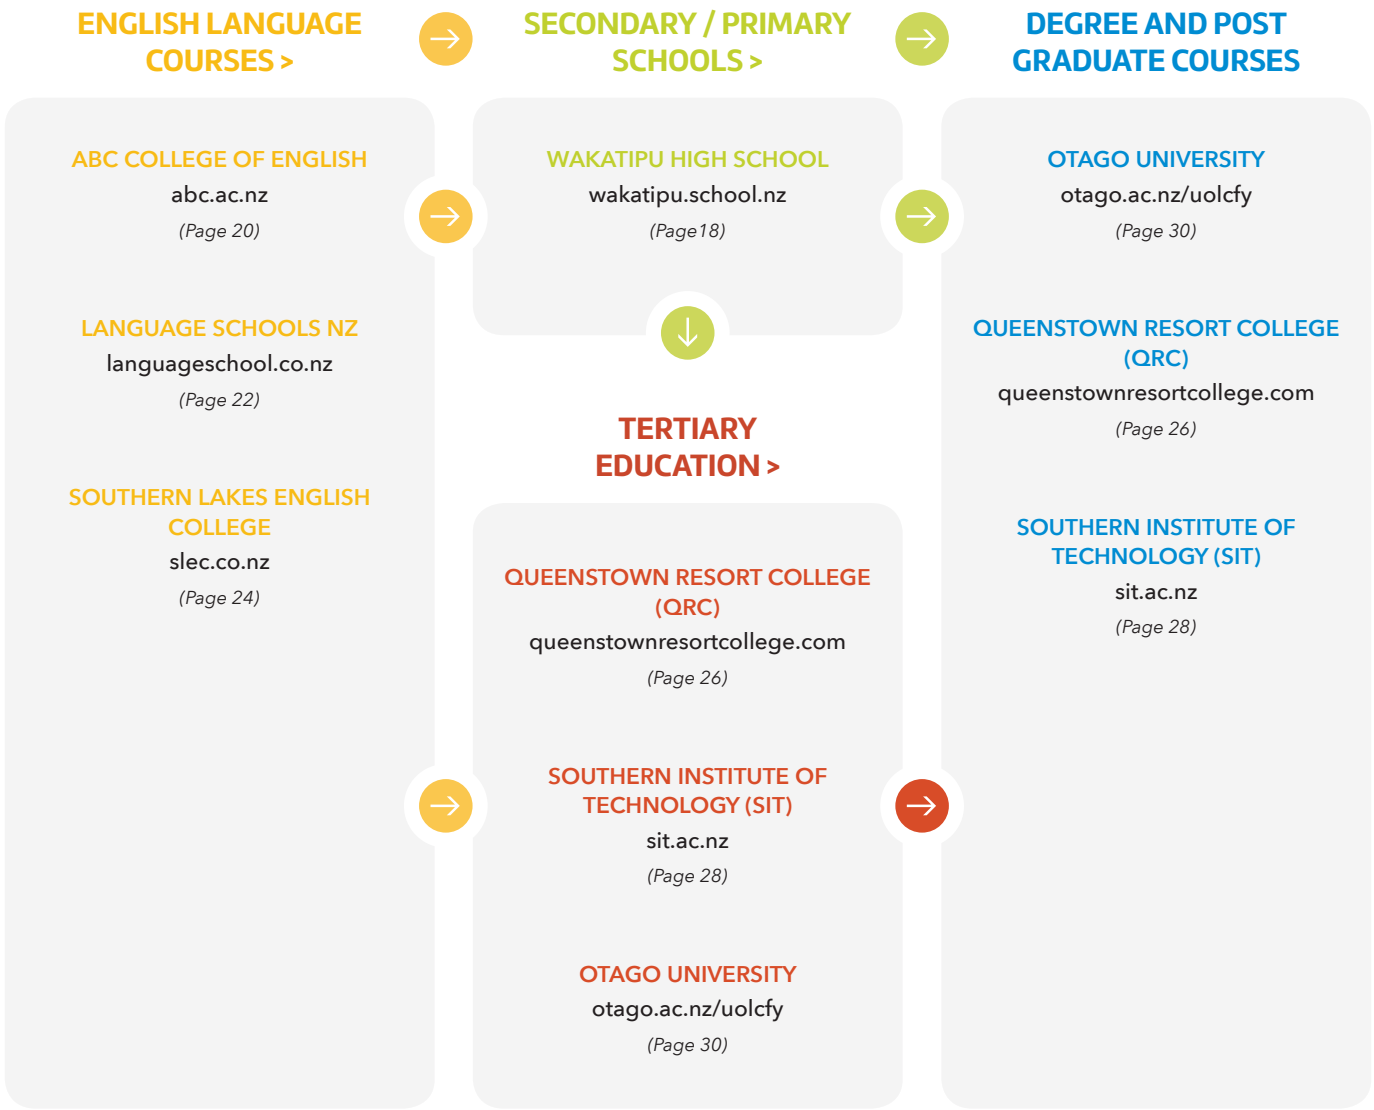 ENGLISH LANGUAGE
COURSES >
SECONDARY / PRIMARY
SCHOOLS >
DEGREE AND POST
GRADUATE COURSES
ABC COLLEGE OF ENGLISH
abc.ac.nz
(Page 20)
LANGUAGE SCHOOLS NZ
languageschool.co.nz
(Page 22)
SOUTHERN LAKES ENGLISH
COLLEGE
slec.co.nz
(Page 24)
WAKATIPU HIGH SCHOOL
wakatipu.school.nz
(Page18)
TERTIARY
EDUCATION >
QUEENSTOWN RESORT COLLEGE
(QRC)
queenstownresortcollege.com
(Page 26)
SOUTHERN INSTITUTE OF
TECHNOLOGY (SIT)
sit.ac.nz
(Page 28)
OTAGO UNIVERSITY
otago.ac.nz/uolcfy
(Page 30)
OTAGO UNIVERSITY
otago.ac.nz/uolcfy
(Page 30)
QUEENSTOWN RESORT COLLEGE
(QRC)
queenstownresortcollege.com
(Page 26)
SOUTHERN INSTITUTE OF
TECHNOLOGY (SIT)
sit.ac.nz
(Page 28)